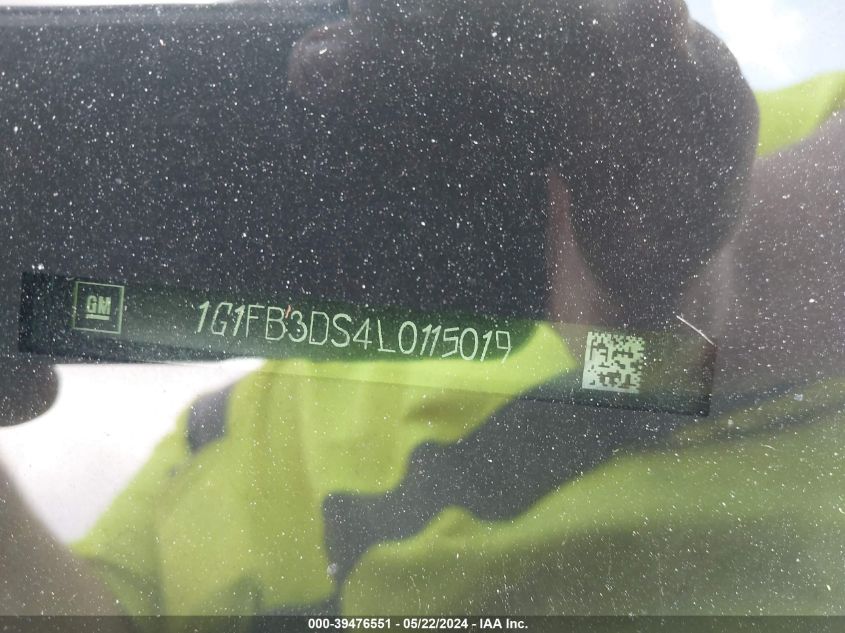 GM
1G1FB3DS4L0115019
000-39476551 - 05/22/2024 - IAA Inc.